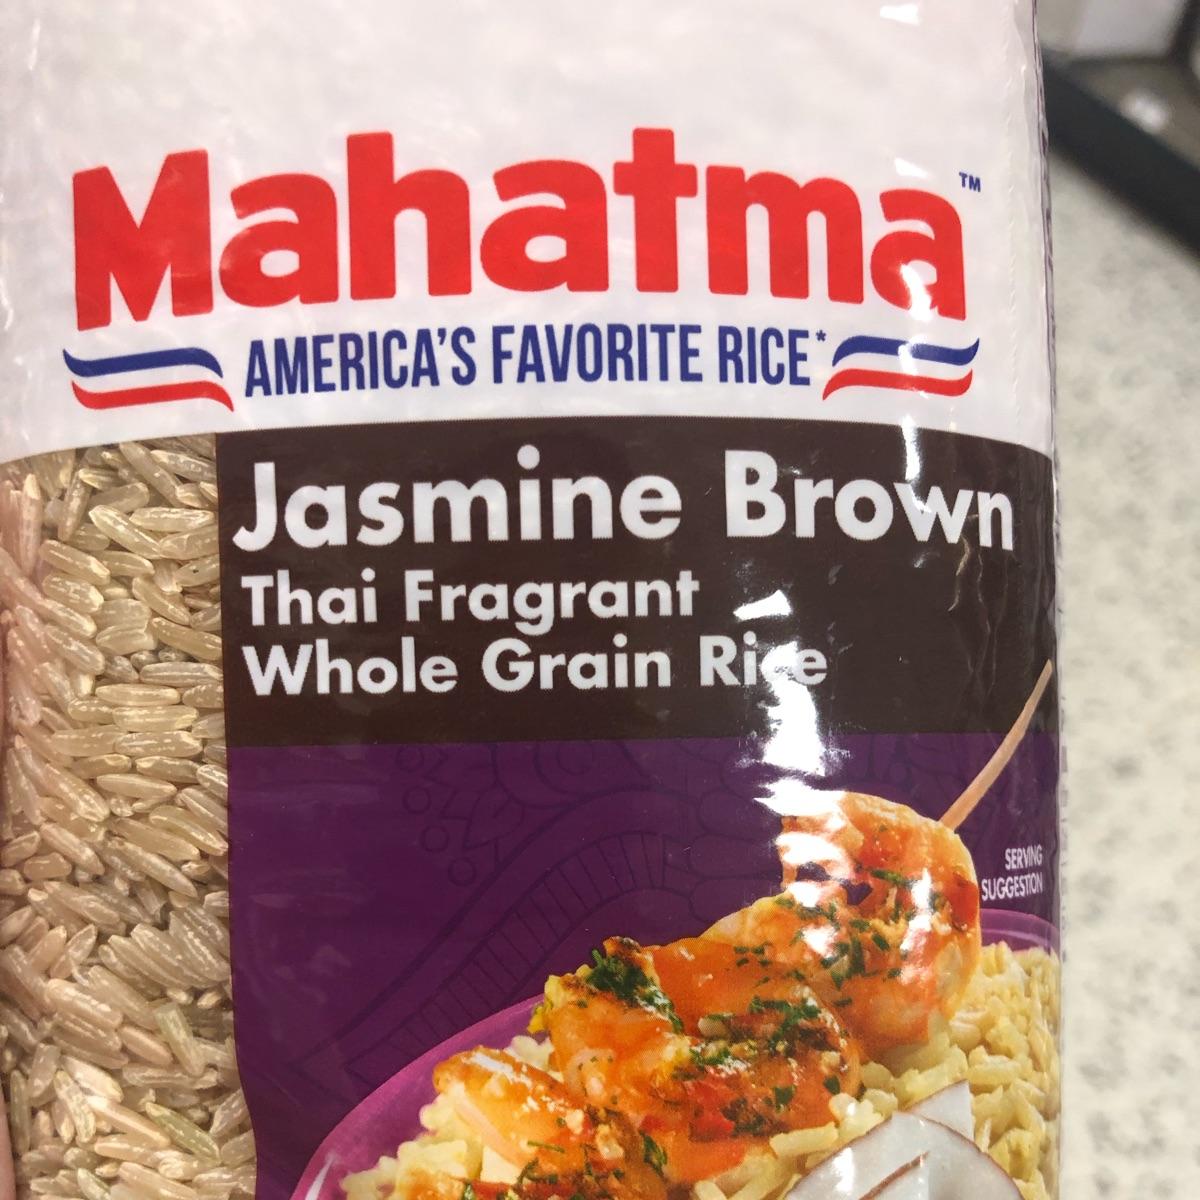 Mahatma™
AMERICA'S FAVORITE RICE*
Jasmine Brown
Thai Fragrant
Whole Grain Rice
SERVING
SUGGESTION